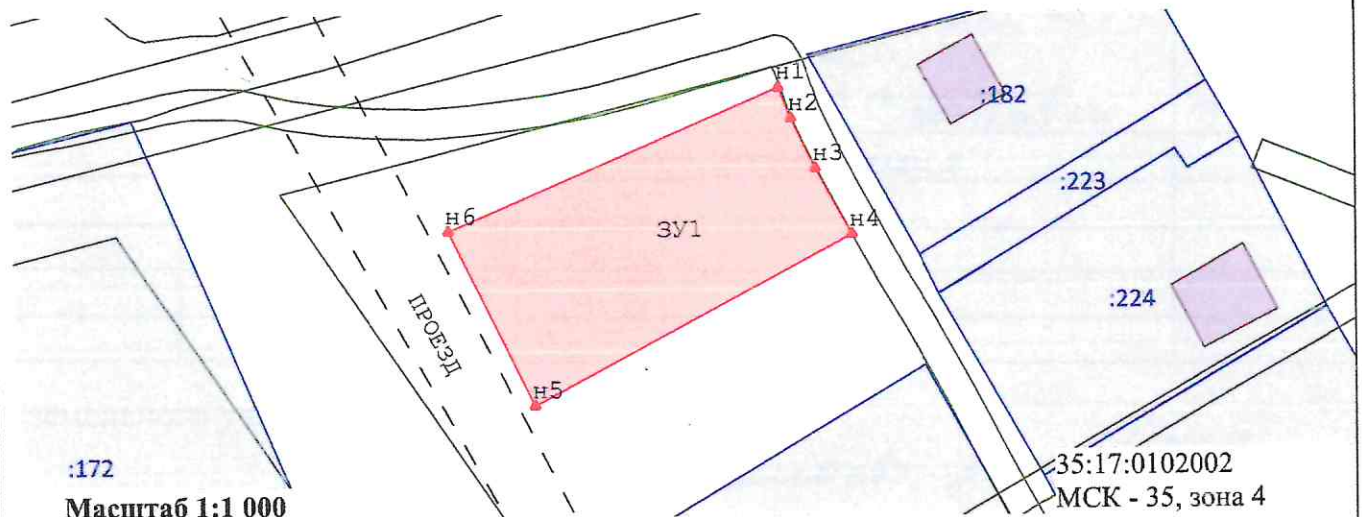 н1
:182
н2
н3
:223
н6
ЗУ1
н4
:224
ПРОЕЗД
н5
:172
35:17:0102002
Масштаб 1:1 000
МСК - 35, зона 4